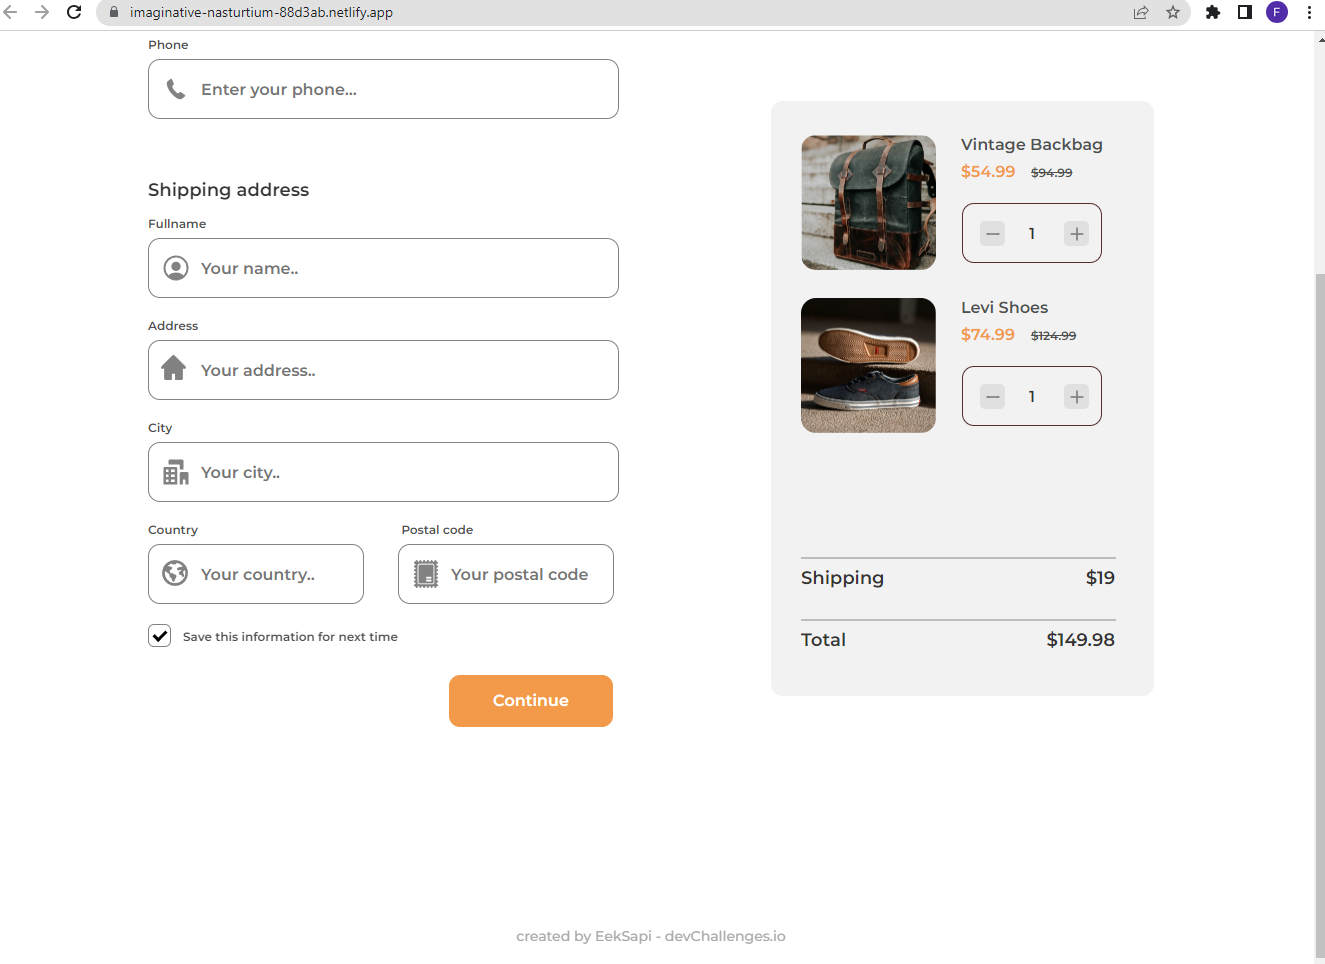 imaginative-nasturtium-88d3ab.netlify.app
F
Phone
Enter your phone...
Shipping address
Fullname
Your name..
Address
Your address..
City
Your city..
Country
Postal code
Your country..
Your postal code
Save this information for next time
Continue
Vintage Backbag
$54.99 $94.99
1
Levi Shoes
$74.99 $124.99
1
Shipping $19
Total $149.98
created by EekSapi - devChallenges.io